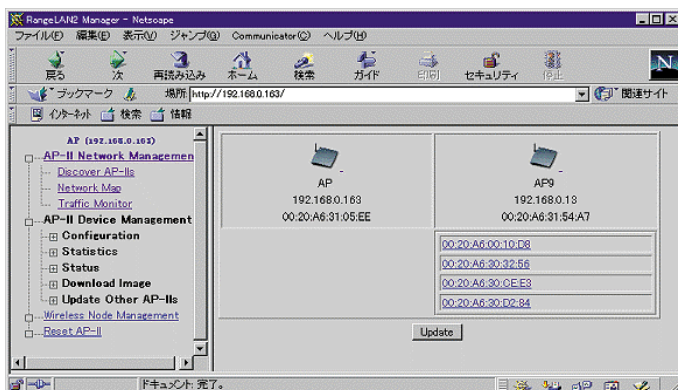 RangeLAN2 Manager - Netscape
ファイル(F) 編集(E) 表示(V) ジャンプ(G) Communicator(C) ヘルプ(H)
戻る 次 再読み込み ホーム 検索 ガイド 印刷 セキュリティ 停止
N
ブックマーク 場所: http://192.168.0.163/ 関連サイト
インターネット 検索 情報
AP (192.168.0.163)
AP-II Network Managemen
Discover AP-IIs
Network Map
Traffic Monitor
AP-II Device Management
Configuration
Statistics
Status
Download Image
Update Other AP-IIs
Wireless Node Management
Reset AP-II
AP
192.168.0.163
00:20:A6:31:05:EE
AP9
192.168.0.13
00:20:A6:31:54:A7
00:20:A6:00:10:D8
00:20:A6:30:32:56
00:20:A6:30:CE:E3
00:20:A6:30:D2:84
Update
ドキュメント: 完了。